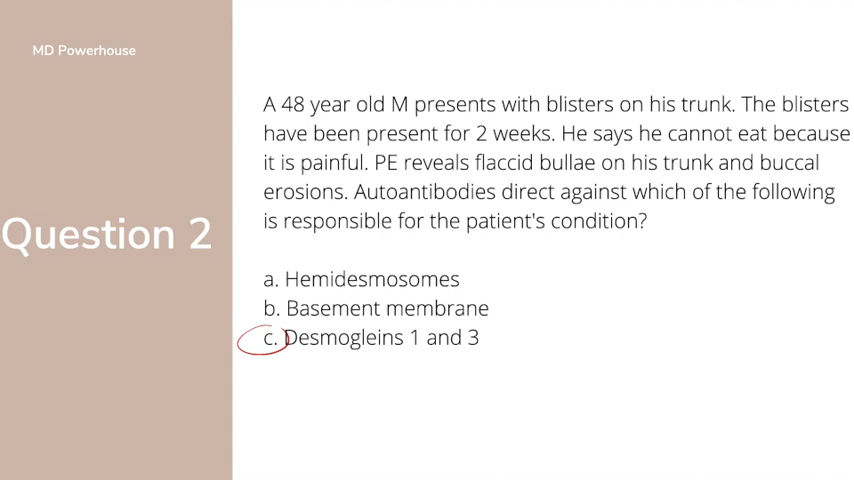 MD Powerhouse
Question 2
A 48 year old M presents with blisters on his trunk. The blisters
have been present for 2 weeks. He says he cannot eat because
it is painful. PE reveals flaccid bullae on his trunk and buccal
erosions. Autoantibodies direct against which of the following
is responsible for the patient's condition?
a. Hemidesmosomes
b. Basement membrane
c. Desmogleins 1 and 3